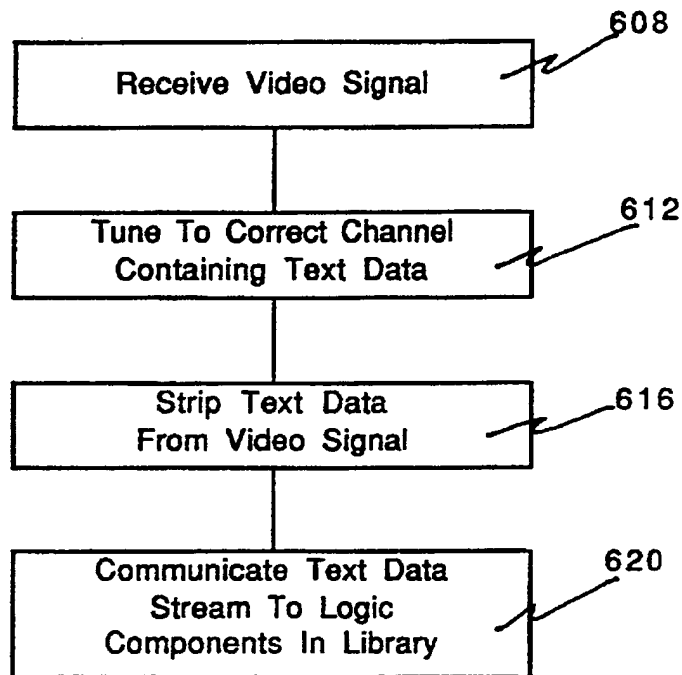 608
Receive Video Signal
612
Tune To Correct Channel
Containing Text Data
616
Strip Text Data
From Video Signal
620
Communicate Text Data
Stream To Logic
Components In Library